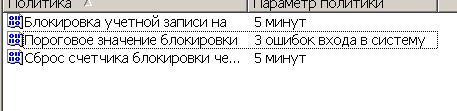 Политика Параметр политики
Блокировка учетной записи на 5 минут
Пороговое значение блокировки 3 ошибок входа в систему
Сброс счетчика блокировки че... 5 минут